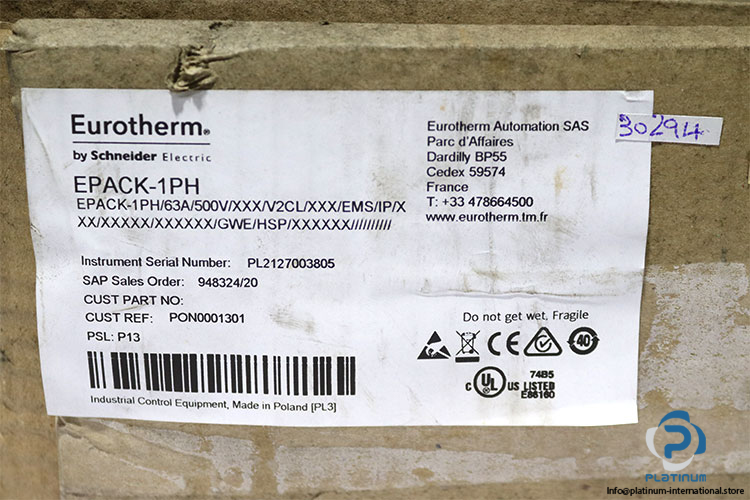 Eurotherm®
by Schneider Electric
EPACK-1PH
EPACK-1PH/63A/500V/XXX/V2CL/XXX/EMS/IP/X
XX/XXXXX/XXXXXX/GWE/HSP/XXXXXX//////////
Instrument Serial Number: PL2127003805
SAP Sales Order: 948324/20
CUST PART NO:
CUST REF: PON0001301
PSL: P13
Industrial Control Equipment, Made in Poland [PL3]
Eurotherm Automation SAS
Parc d'Affaires
Dardilly BP55
Cedex 59574
France
T: +33 478664500
www.eurotherm.tm.fr
30294
Do not get wet, Fragile
CE
40
C UL US LISTED
74B5
E86160
PLATINUM
Info@platinum-international.store